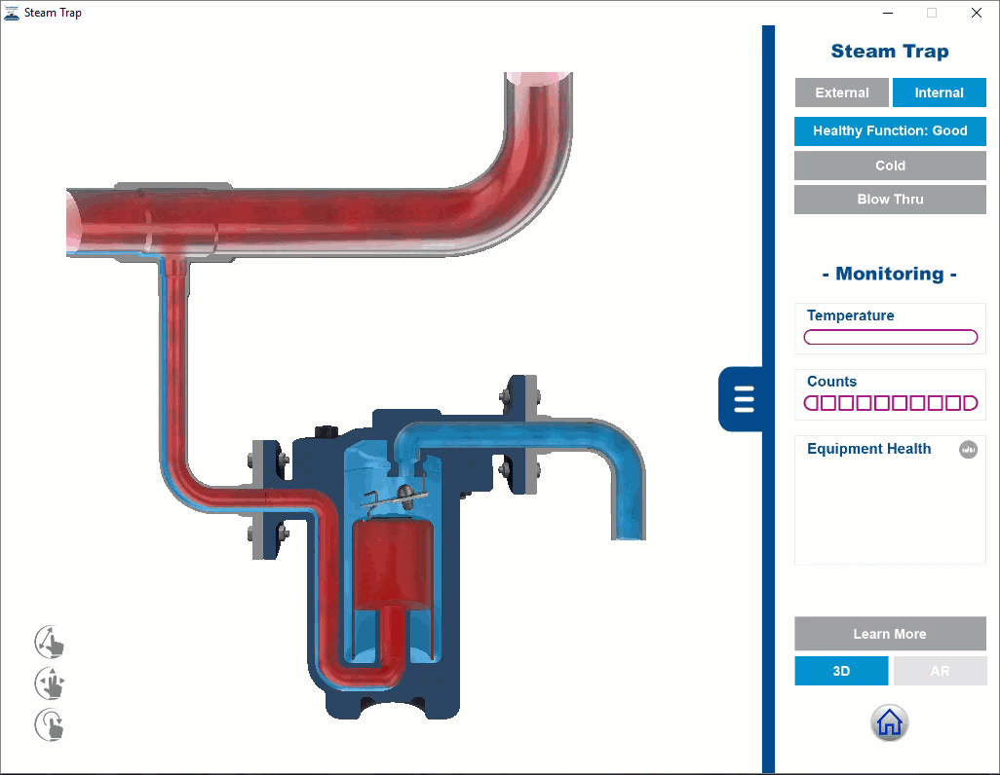 Steam Trap
Steam Trap
External Internal
Healthy Function: Good
Cold
Blow Thru
- Monitoring -
Temperature
Counts
Equipment Health
Learn More
3D AR